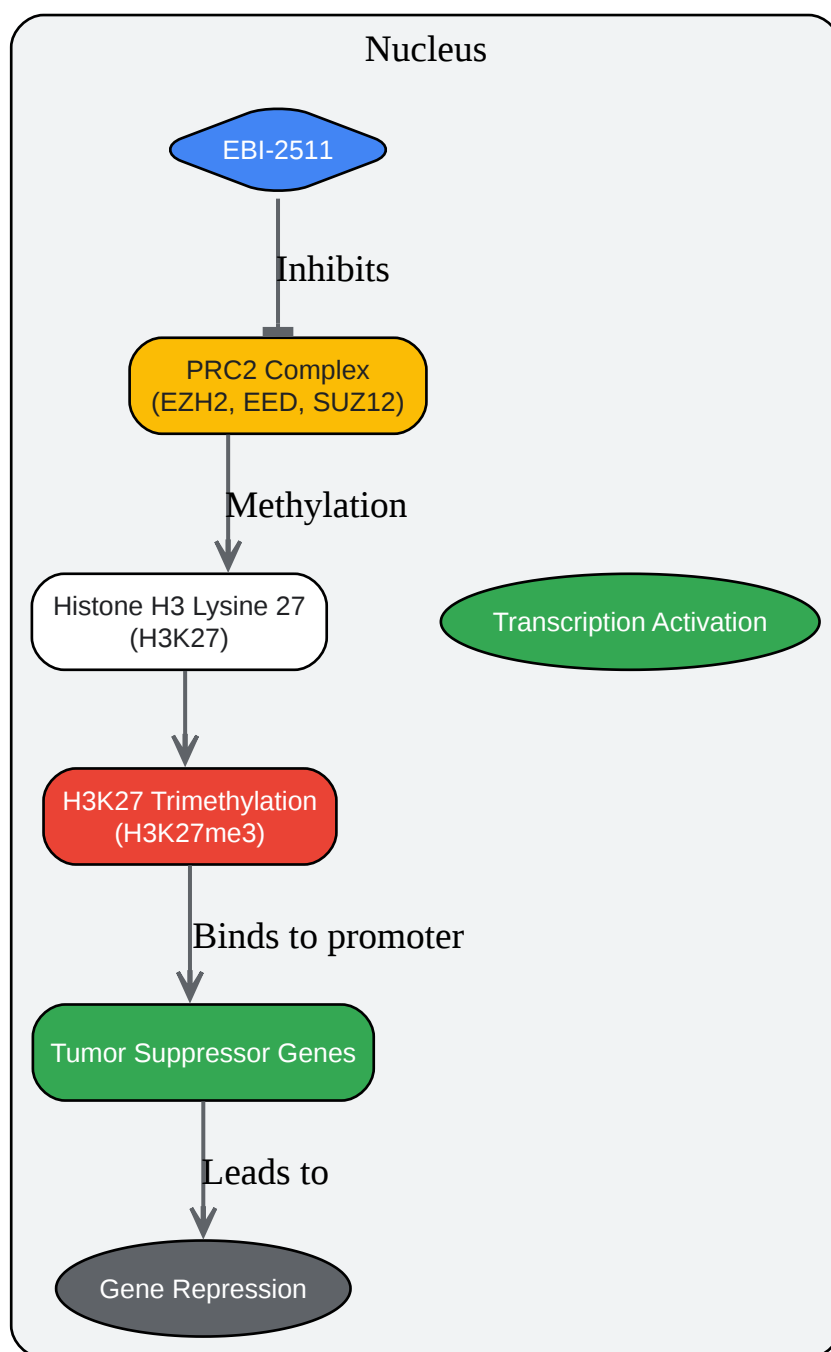 Nucleus
EBI-2511
Inhibits
PRC2 Complex
(EZH2, EED, SUZ12)
Methylation
Histone H3 Lysine 27
(H3K27)
Transcription Activation
H3K27 Trimethylation
(H3K27me3)
Binds to promoter
Tumor Suppressor Genes
Leads to
Gene Repression